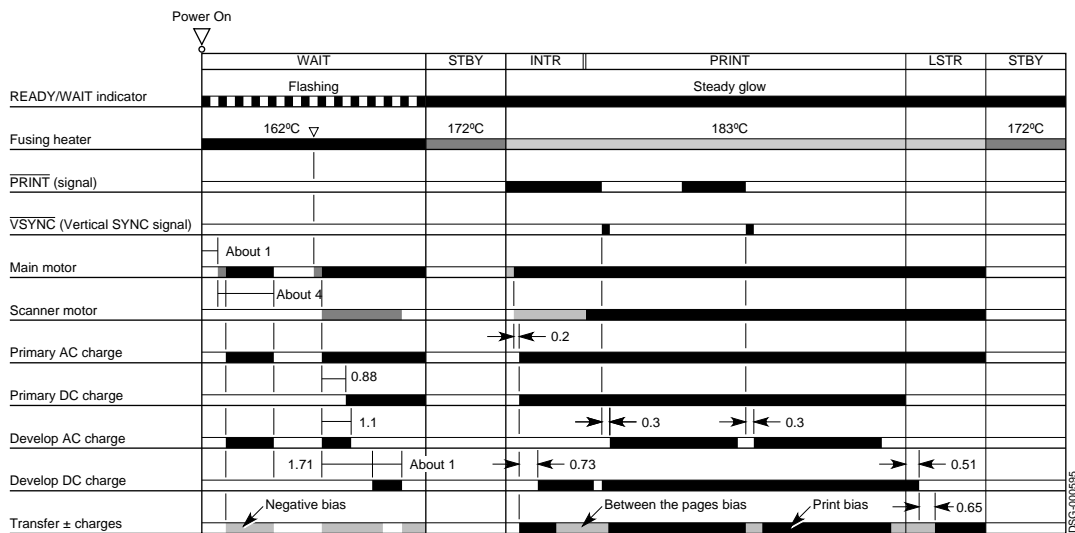 Power On
WAIT STBY INTR PRINT LSTR STBY
READY/WAIT indicator Flashing Steady glow
Fusing heater 162ºC 172ºC 183ºC 172ºC
PRINT (signal)
VSYNC (Vertical SYNC signal)
About 1
Main motor
About 4
Scanner motor
0.2
Primary AC charge
0.88
Primary DC charge
1.1 0.3 0.3
Develop AC charge
1.71 About 1 0.73 0.51
Develop DC charge
Negative bias Between the pages bias Print bias 0.65
Transfer ± charges
DSG-000595